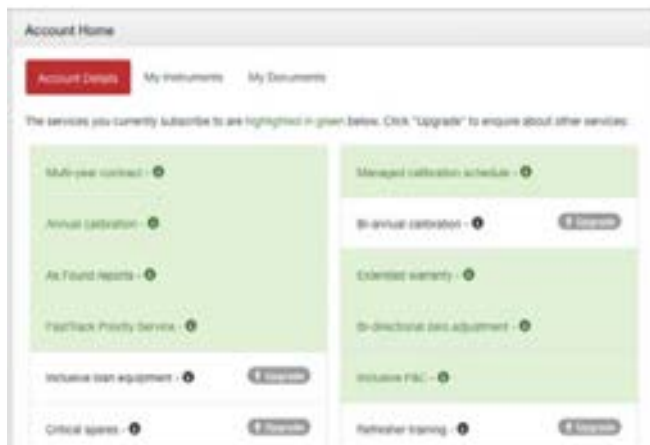 Account Home
Account Details My Instruments My Documents
The services you currently subscribe to are highlighted in green below. Click "Upgrade" to enquire about other services.
Multi-year contract -
Managed calibration schedule -
Annual calibration -
Bi-annual calibration - Upgrade
As Found reports -
Extended warranty -
FastTrack Priority Service -
Bi-directional zero adjustment -
Inclusive loan equipment - Upgrade
Inclusive P&C -
Critical spares - Upgrade
Refresher training - Upgrade